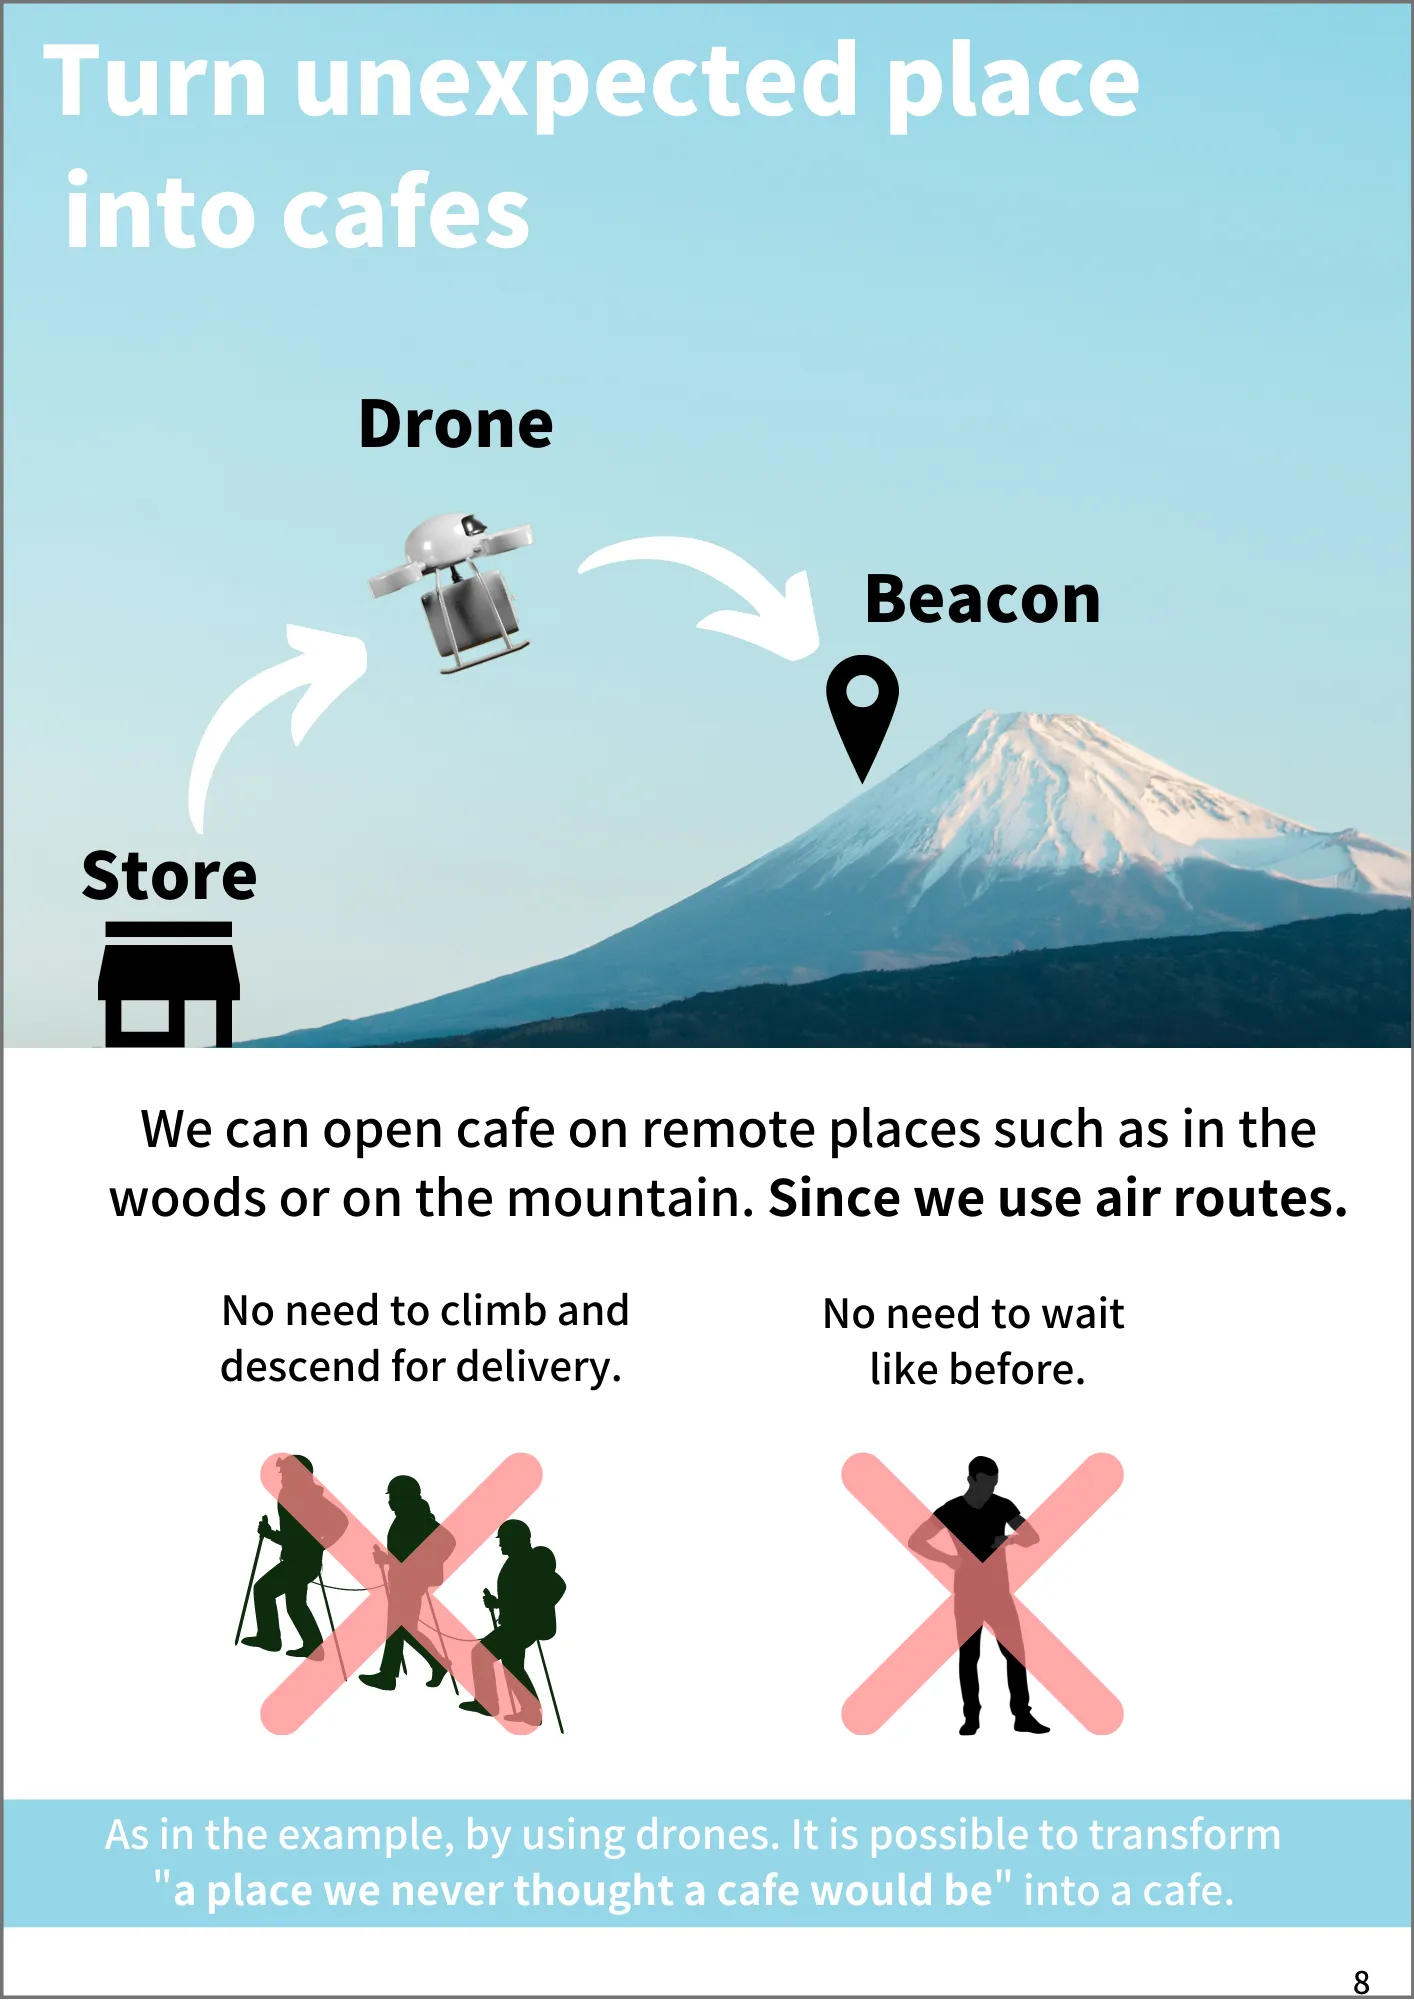 Turn unexpected place
into cafes
Drone
Beacon
Store
We can open cafe on remote places such as in the
woods or on the mountain. Since we use air routes.
No need to climb and
descend for delivery.
No need to wait
like before.
As in the example, by using drones. It is possible to transform
"a place we never thought a cafe would be" into a cafe.
8